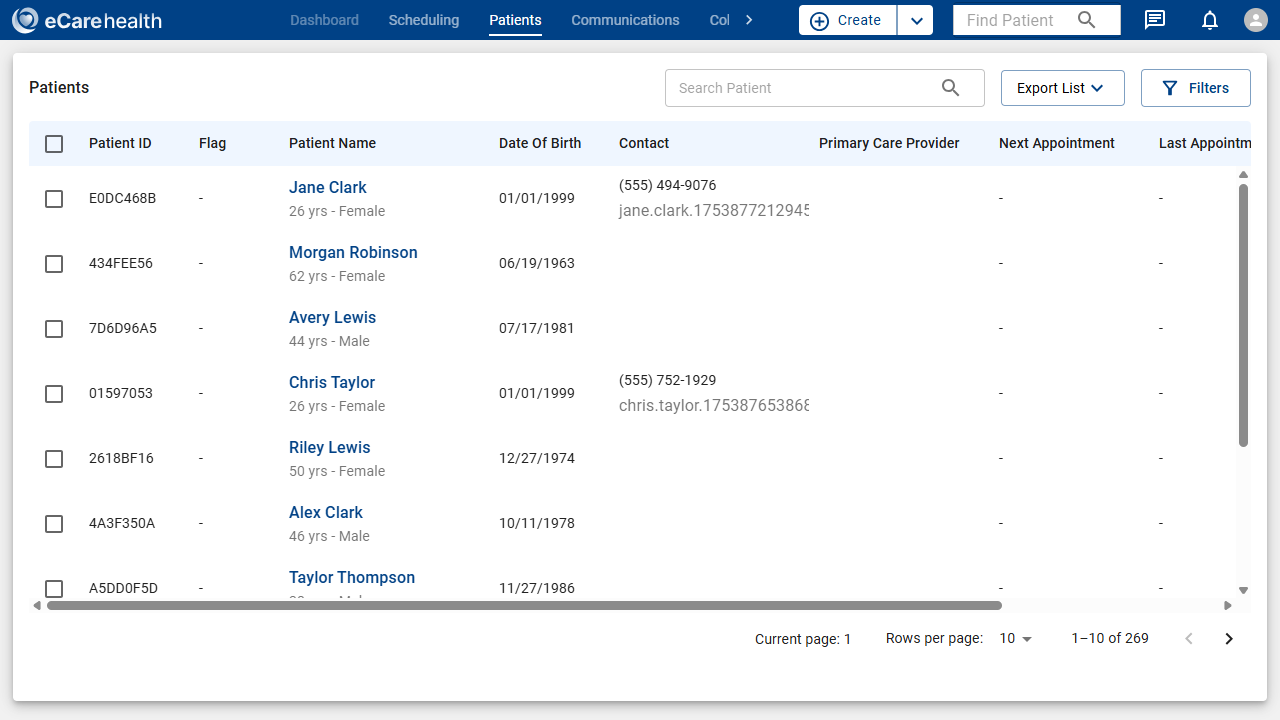 eCarehealth
Dashboard
Scheduling
Patients
Communications
Col
Create
Find Patient
Patients
Search Patient
Export List
Filters
Patient ID Flag Patient Name Date Of Birth Contact Primary Care Provider Next Appointment Last Appointm
E0DC468B - Jane Clark 01/01/1999 (555) 494-9076 - -
26 yrs - Female jane.clark.1753877212945
434FEE56 - Morgan Robinson 06/19/1963 - -
62 yrs - Female
7D6D96A5 - Avery Lewis 07/17/1981 - -
44 yrs - Male
01597053 - Chris Taylor 01/01/1999 (555) 752-1929 - -
26 yrs - Female chris.taylor.175387653868
2618BF16 - Riley Lewis 12/27/1974 - -
50 yrs - Female
4A3F350A - Alex Clark 10/11/1978 - -
46 yrs - Male
A5DD0F5D - Taylor Thompson 11/27/1986 - -
Current page: 1 Rows per page: 10 1–10 of 269